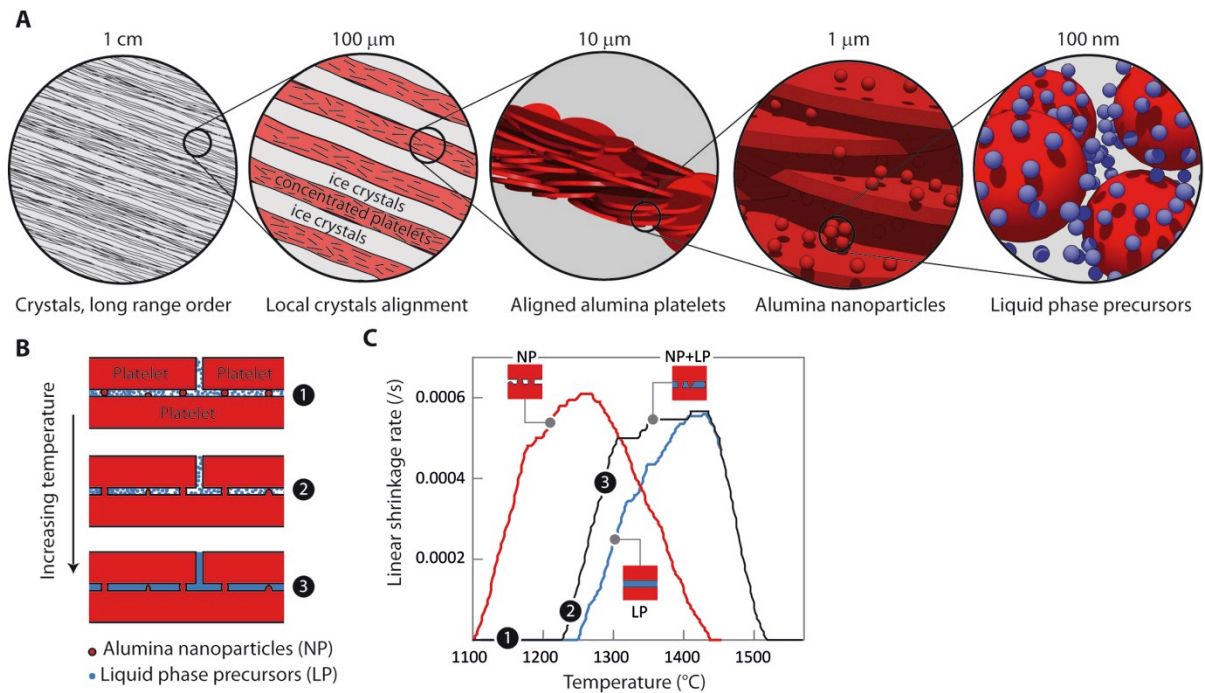 A
1 cm
100 μm
10 μm
1 μm
100 nm
ice crystals
concentrated platelets
ice crystals
Crystals, long range order
Local crystals alignment
Aligned alumina platelets
Alumina nanoparticles
Liquid phase precursors
B
Increasing temperature
Platelet
Platelet
Platelet
1
2
3
Alumina nanoparticles (NP)
Liquid phase precursors (LP)
C
Linear shrinkage rate (/s)
0.0006
0.0004
0.0002
NP
NP+LP
LP
3
2
1
1100
1200
1300
1400
1500
Temperature (°C)